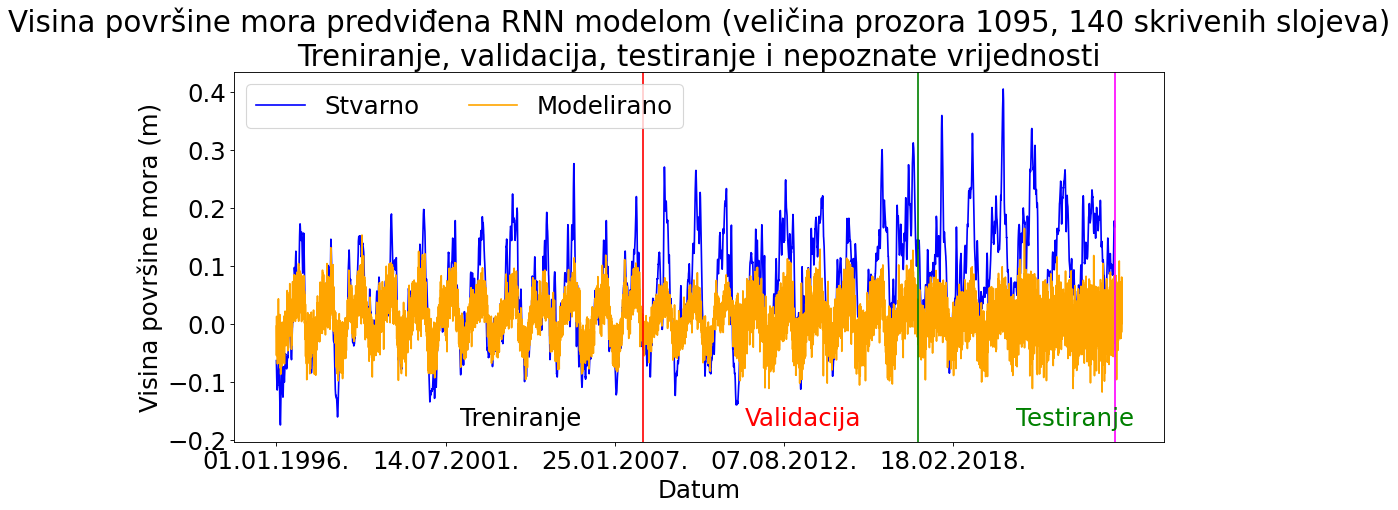 Visina površine mora predviđena RNN modelom (veličina prozora 1095, 140 skrivenih slojeva)
Treniranje, validacija, testiranje i nepoznate vrijednosti
Stvarno
Modelirano
Visina površine mora (m)
0.4
0.3
0.2
0.1
0.0
−0.1
−0.2
Treniranje
Validacija
Testiranje
01.01.1996.
14.07.2001.
25.01.2007.
07.08.2012.
18.02.2018.
Datum